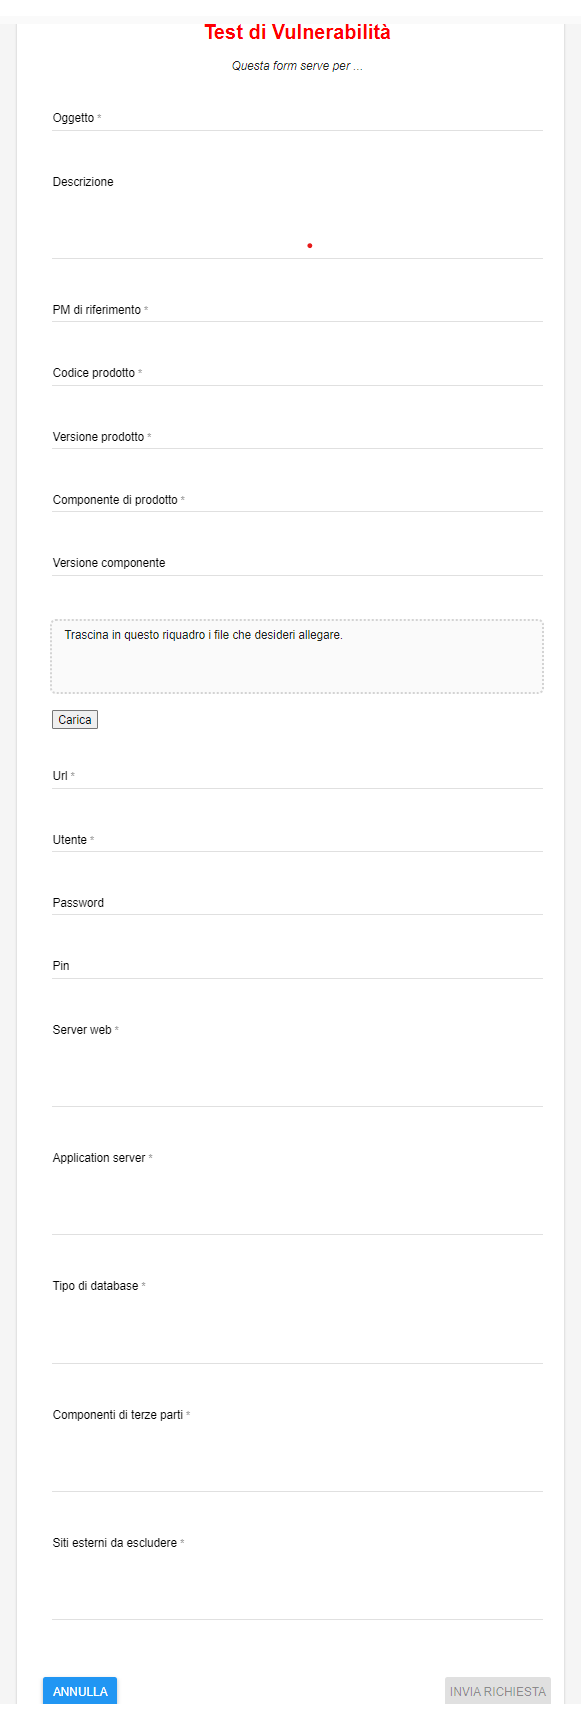 Test di Vulnerabilità
Questa form serve per ...
Oggetto *
Descrizione
PM di riferimento *
Codice prodotto *
Versione prodotto *
Componente di prodotto *
Versione componente
Trascina in questo riquadro i file che desideri allegare.
Carica
Url *
Utente *
Password
Pin
Server web *
Application server *
Tipo di database *
Componenti di terze parti *
Siti esterni da escludere *
ANNULLA
INVIA RICHIESTA